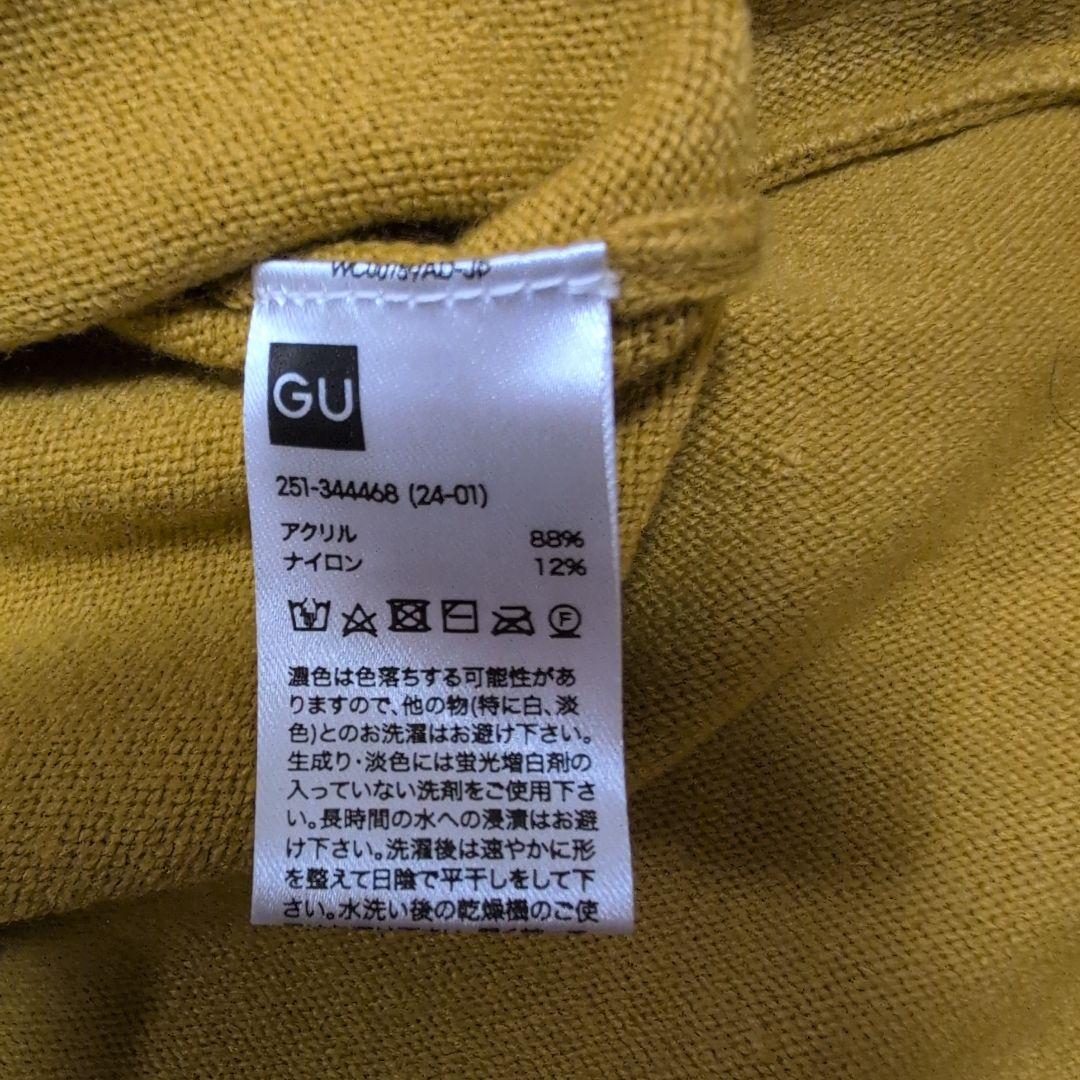 GU
251-344468 (24-01)
アクリル 88%
ナイロン 12%
F
濃色は色落ちする可能性があ
りますので、他の物(特に白、淡
色)とのお洗濯はお避け下さい。
生成り・淡色には蛍光増白剤の
入っていない洗剤をご使用下さ
い。長時間の水への浸漬はお避
け下さい。洗濯後は速やかに形
を整えて日陰で平干しをして下
さい。水洗い後の乾燥機のご使